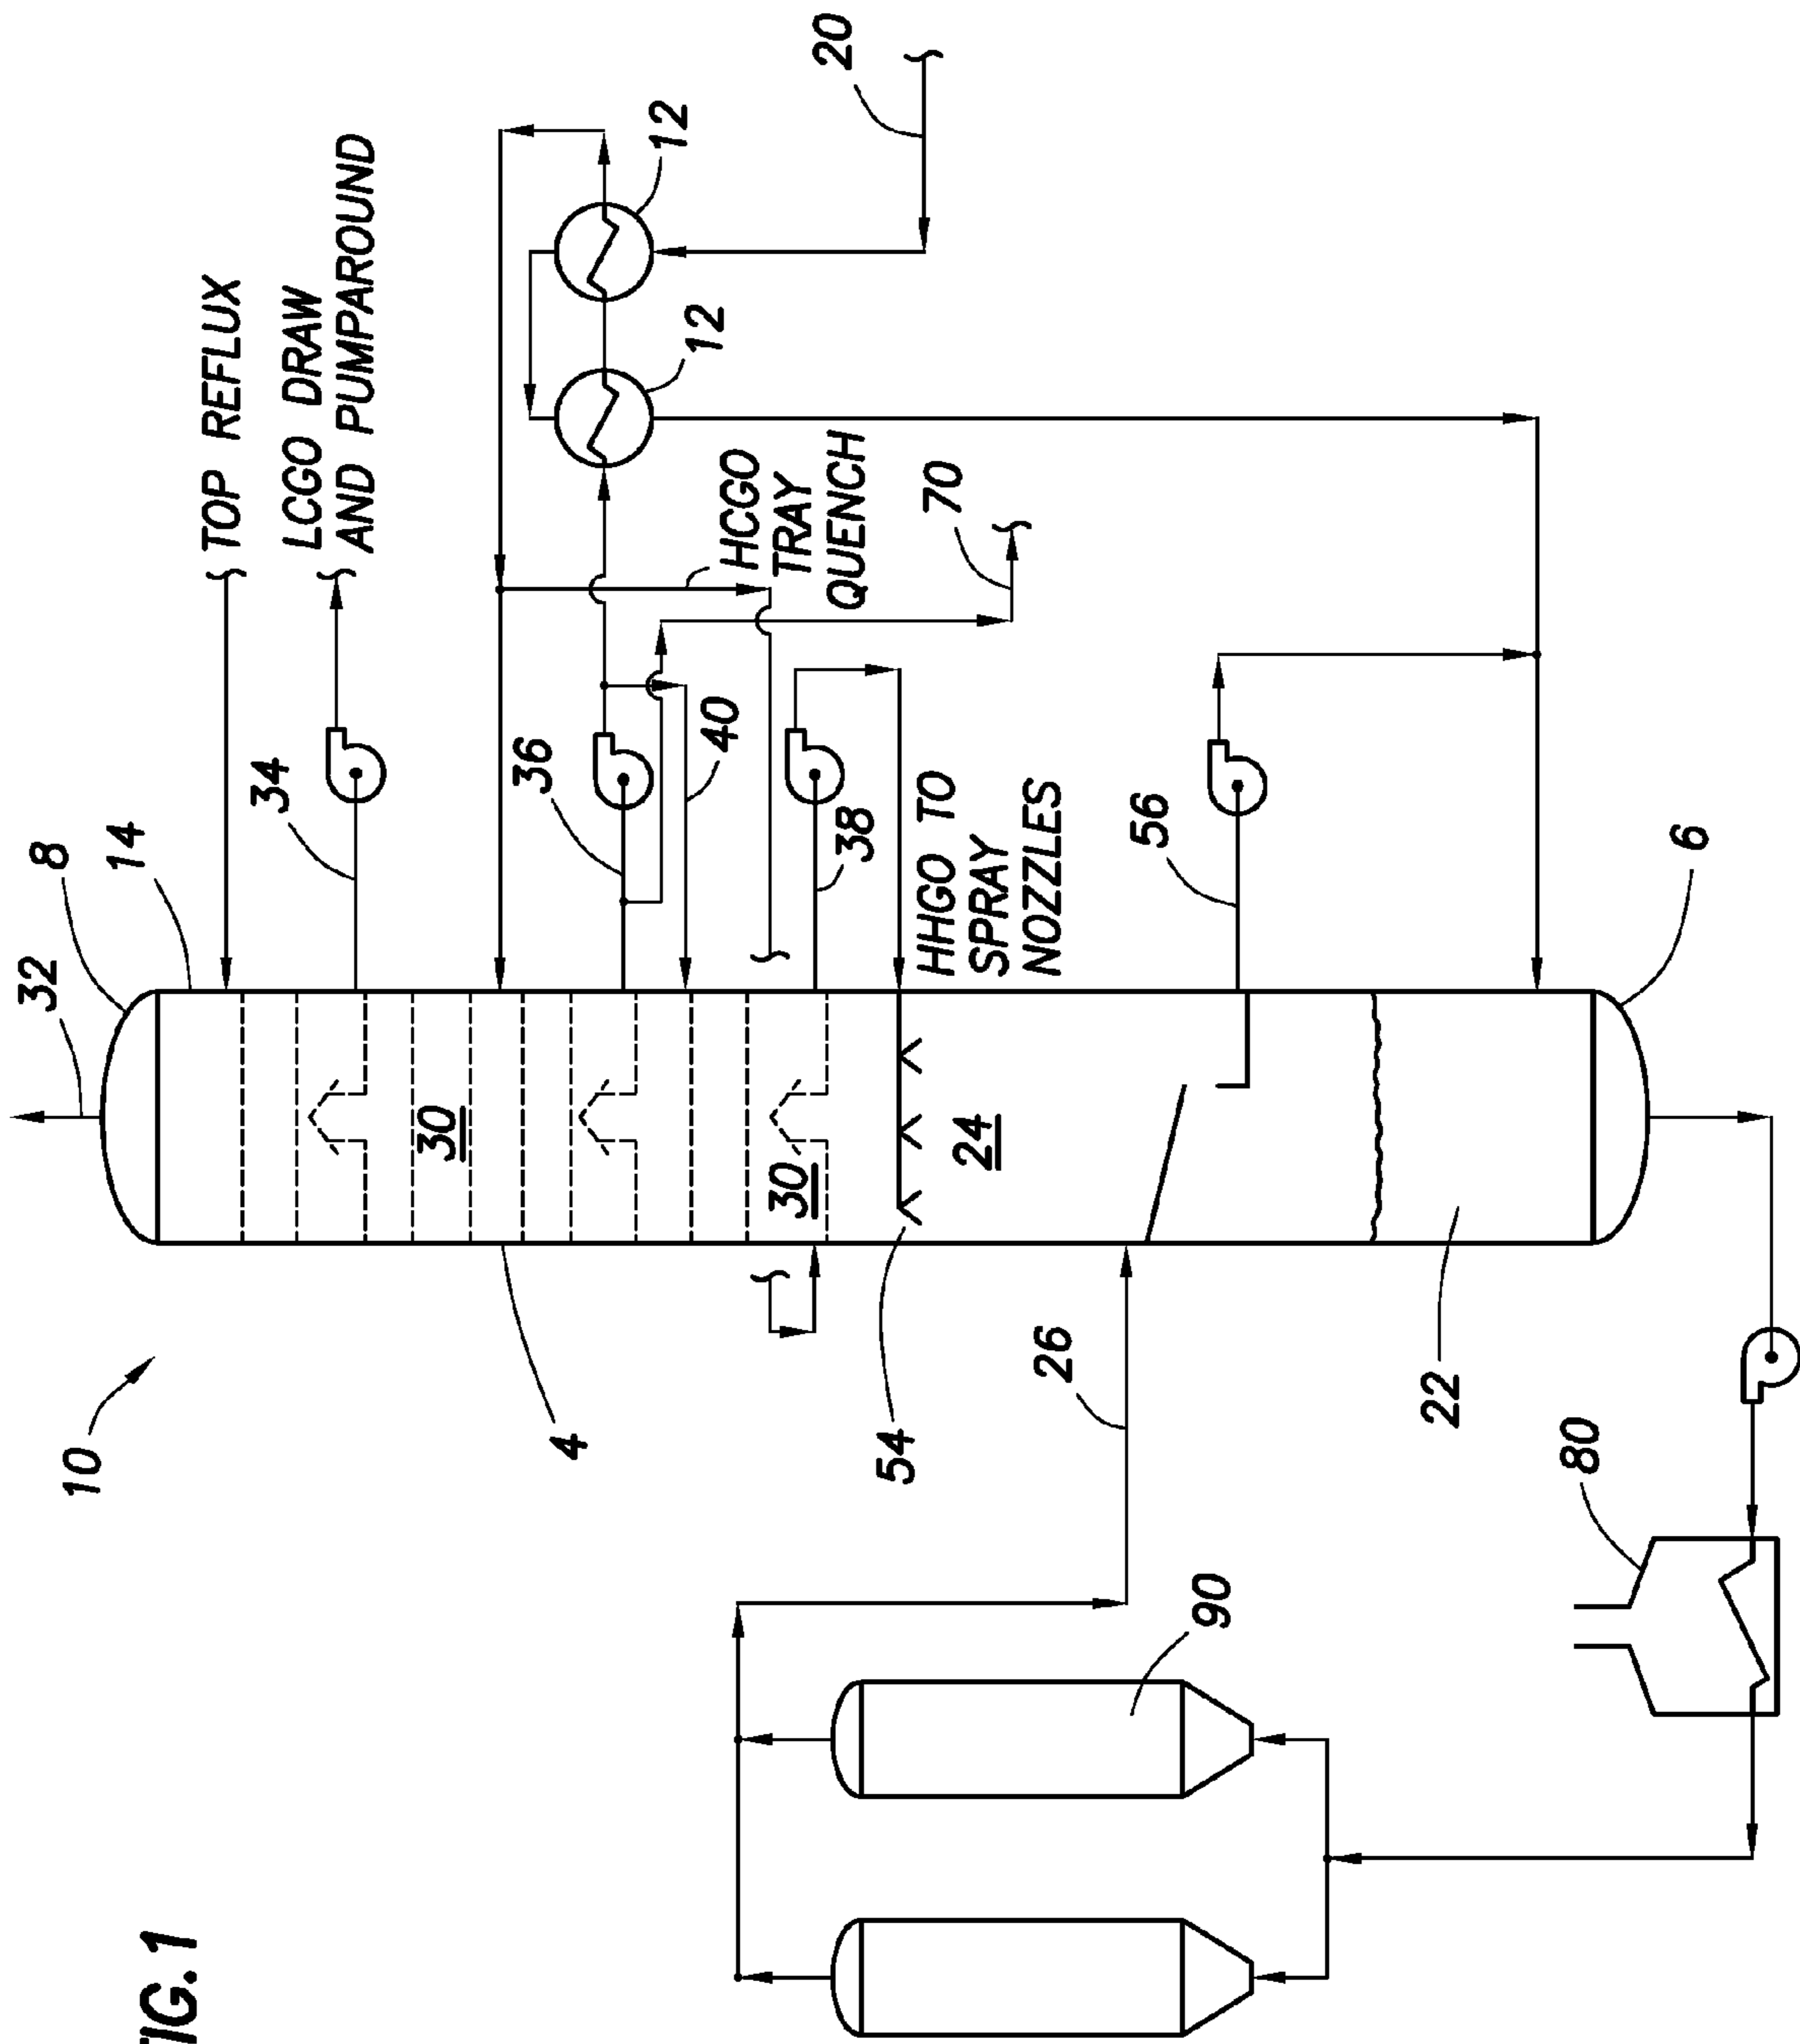 FIG. 1
10
32
8
14
34
TOP REFLUX
LCGO DRAW
AND PUMPAROUND
20
12
12
36
HCGO
TRAY
QUENCH
40
70
4
30
30
38
54
24
HHGO TO
SPRAY
NOZZLES
26
56
22
6
90
80